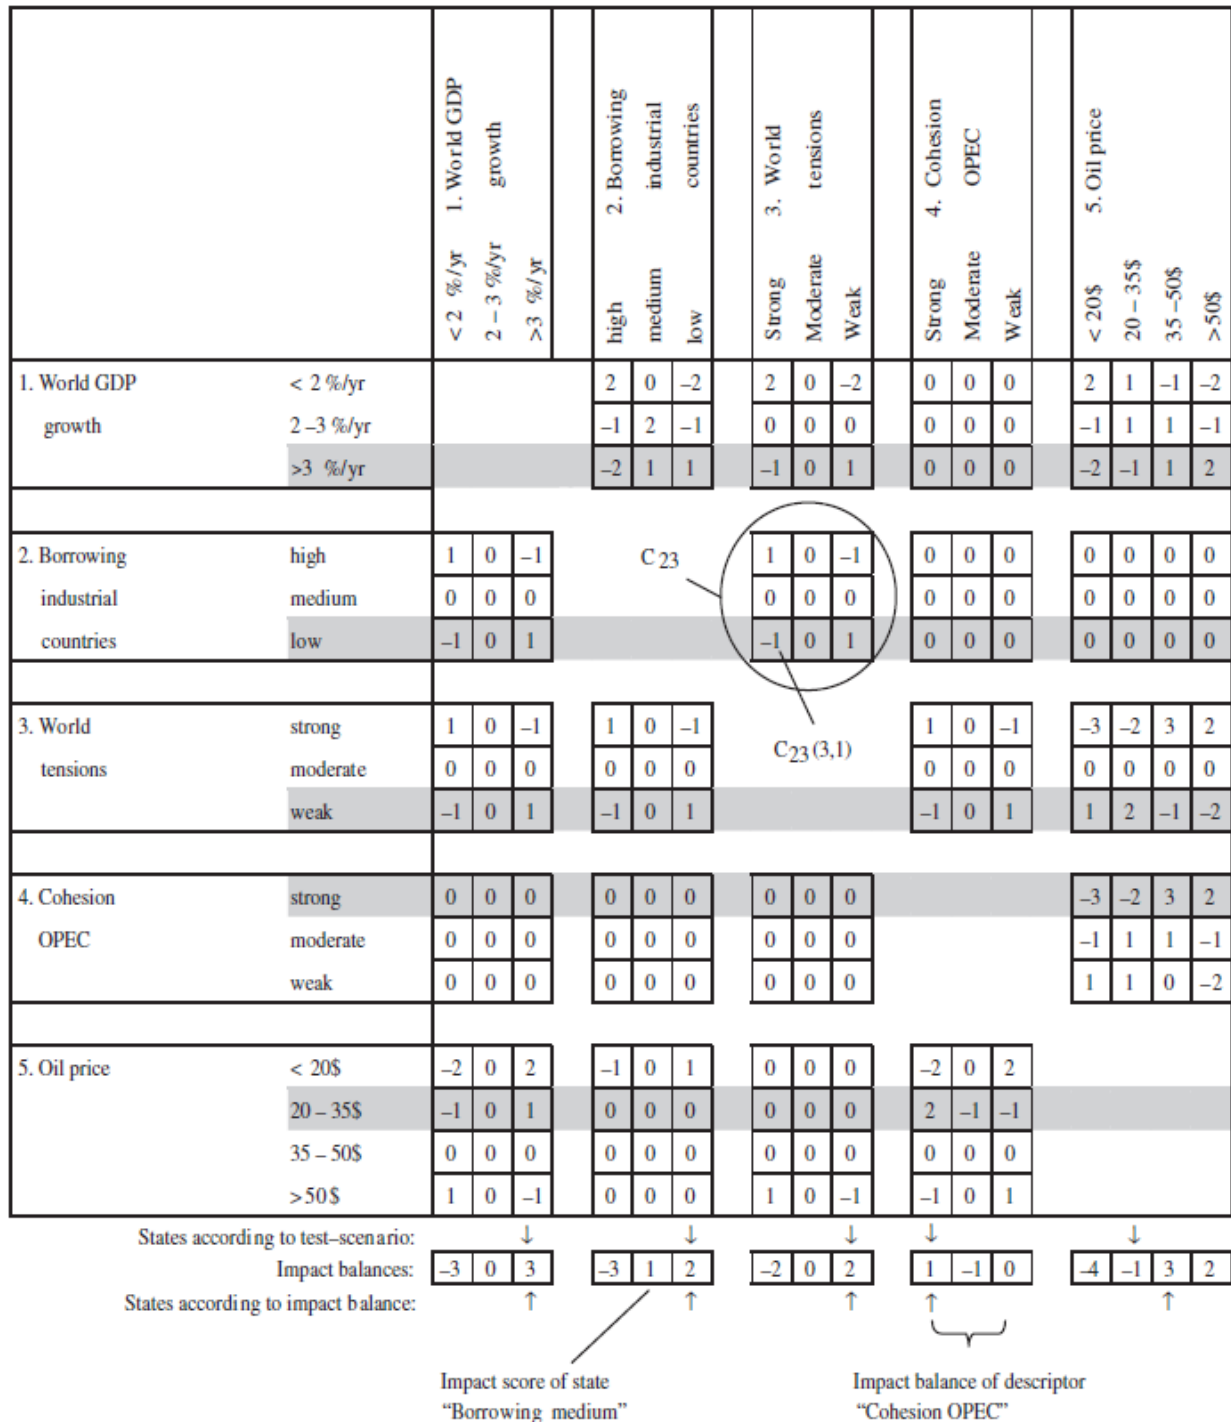 1. World GDP
growth
2. Borrowing
industrial
countries
3. World
tensions
4. Cohesion
OPEC
5. Oil price
< 2 %/yr
2 – 3 %/yr
>3 %/yr
high
medium
low
Strong
Moderate
Weak
Strong
Moderate
Weak
< 20$
20 – 35$
35 –50$
>50$
1. World GDP < 2 %/yr 2 0 –2 2 0 –2 0 0 0 2 1 –1 –2
growth 2 –3 %/yr –1 2 –1 0 0 0 0 0 0 –1 1 1 –1
>3 %/yr –2 1 1 –1 0 1 0 0 0 –2 –1 1 2
2. Borrowing high 1 0 –1 C 23 1 0 –1 0 0 0 0 0 0 0
industrial medium 0 0 0 0 0 0 0 0 0 0 0 0 0
countries low –1 0 1 –1 0 1 0 0 0 0 0 0 0
3. World strong 1 0 –1 1 0 –1 1 0 –1 –3 –2 3 2
C23 (3,1)
tensions moderate 0 0 0 0 0 0 0 0 0 0 0 0 0
weak –1 0 1 –1 0 1 –1 0 1 1 2 –1 –2
4. Cohesion strong 0 0 0 0 0 0 0 0 0 –3 –2 3 2
OPEC moderate 0 0 0 0 0 0 0 0 0 –1 1 1 –1
weak 0 0 0 0 0 0 0 0 0 1 1 0 –2
5. Oil price < 20$ –2 0 2 –1 0 1 0 0 0 –2 0 2
20 – 35$ –1 0 1 0 0 0 0 0 0 2 –1 –1
35 – 50$ 0 0 0 0 0 0 0 0 0 0 0 0
>50$ 1 0 –1 0 0 0 1 0 –1 –1 0 1
States according to test–scenario: ↓ ↓ ↓ ↓ ↓
Impact balances: –3 0 3 –3 1 2 –2 0 2 1 –1 0 –4 –1 3 2
States according to impact balance: ↑ ↑ ↑ ↑ ↑
Impact score of state Impact balance of descriptor
“Borrowing medium” “Cohesion OPEC”